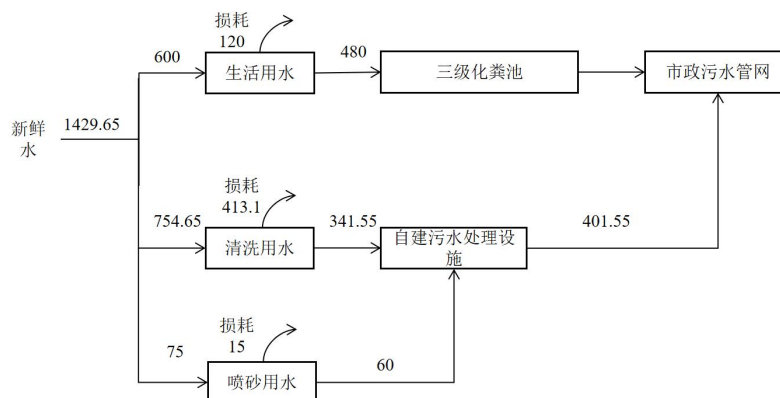 损耗
120
600
生活用水
480
三级化粪池
市政污水管网
新鲜
水
1429.65
损耗
413.1
754.65
清洗用水
341.55
自建污水处理设
施
401.55
损耗
15
75
喷砂用水
60